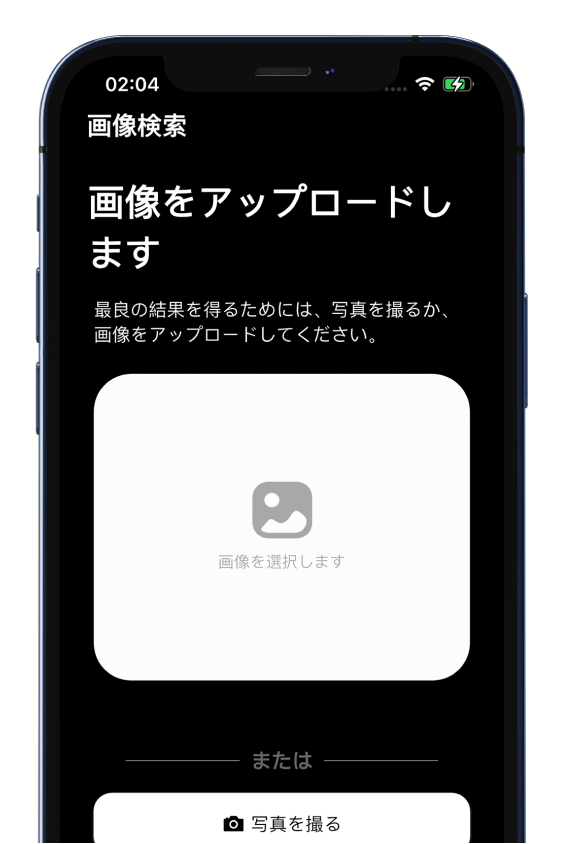 02:04
画像検索
画像をアップロードし
ます
最良の結果を得るためには、写真を撮るか、
画像をアップロードしてください。
画像を選択します
または
写真を撮る